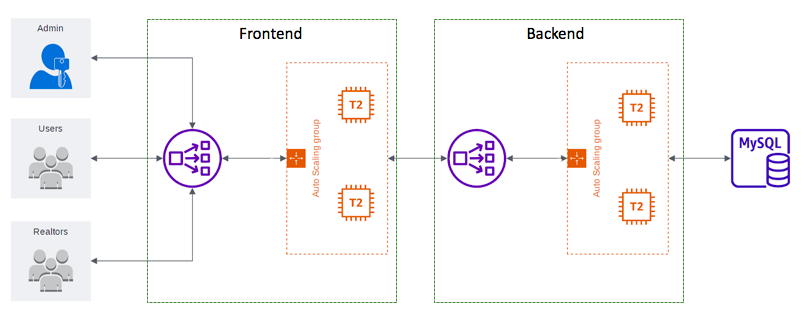 Admin
Users
Realtors
Frontend
Auto Scaling group
T2
T2
Backend
Auto Scaling group
T2
T2
MySQL